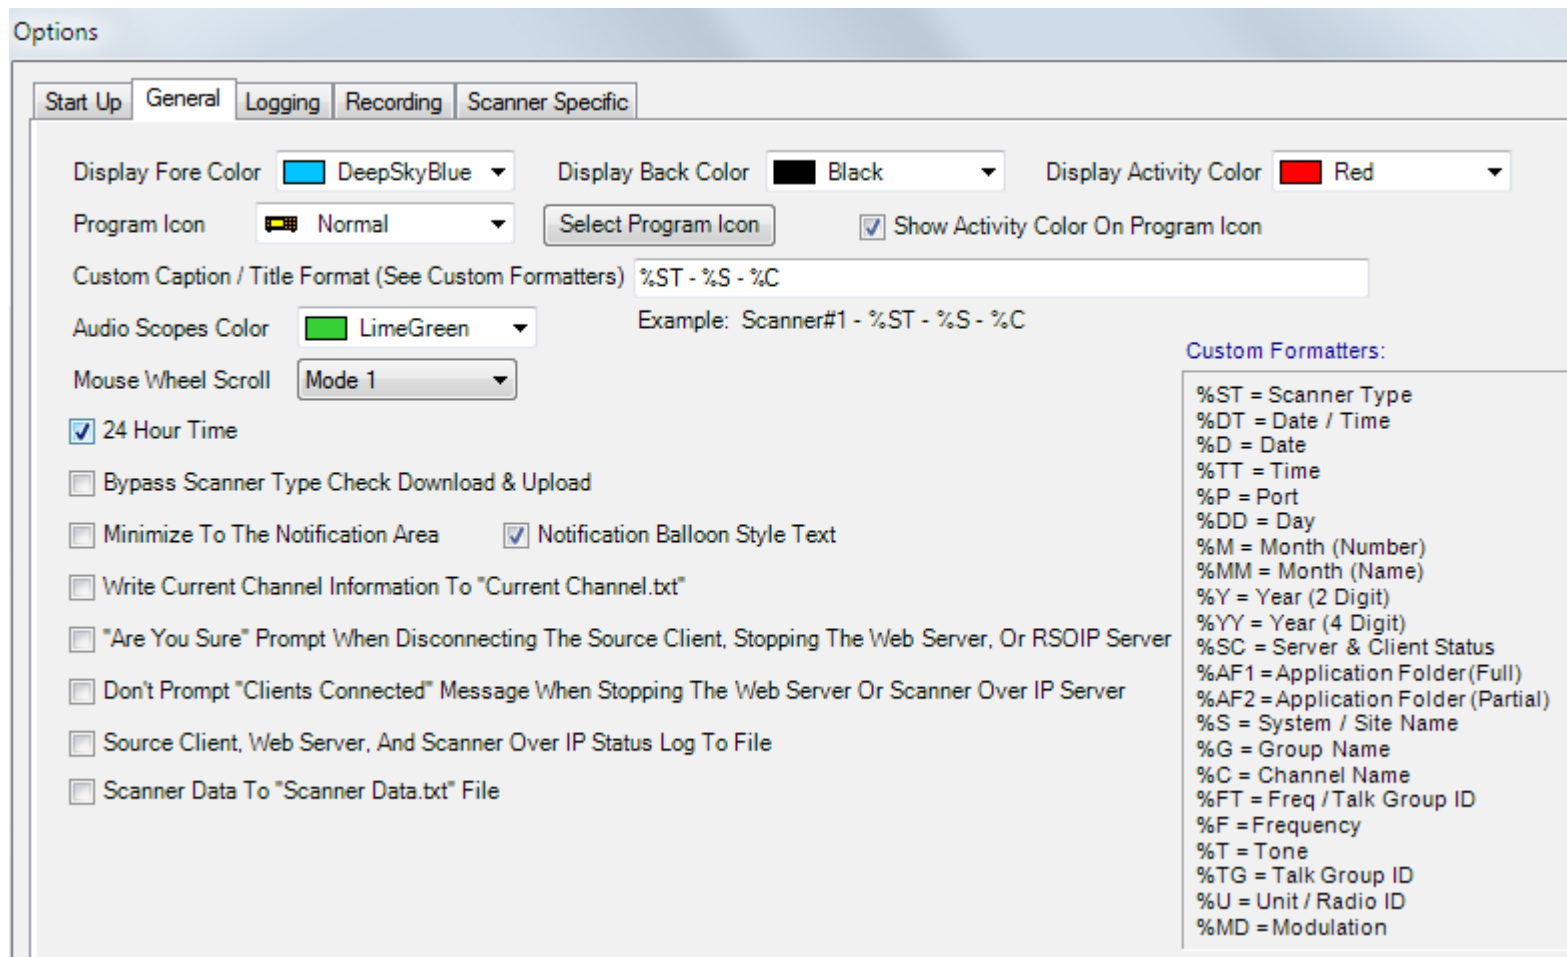 Options
Start Up General Logging Recording Scanner Specific
Display Fore Color DeepSkyBlue Display Back Color Black Display Activity Color Red
Program Icon Normal Select Program Icon Show Activity Color On Program Icon
Custom Caption / Title Format (See Custom Formatters) %ST - %S - %C
Audio Scopes Color LimeGreen Example: Scanner#1 - %ST - %S - %C
Mouse Wheel Scroll Mode 1
24 Hour Time
Bypass Scanner Type Check Download & Upload
Minimize To The Notification Area Notification Balloon Style Text
Write Current Channel Information To "Current Channel.txt"
"Are You Sure" Prompt When Disconnecting The Source Client, Stopping The Web Server, Or RSOIP Server
Don't Prompt "Clients Connected" Message When Stopping The Web Server Or Scanner Over IP Server
Source Client, Web Server, And Scanner Over IP Status Log To File
Scanner Data To "Scanner Data.txt" File
Custom Formatters:
%ST = Scanner Type
%DT = Date / Time
%D = Date
%TT = Time
%P = Port
%DD = Day
%M = Month (Number)
%MM = Month (Name)
%Y = Year (2 Digit)
%YY = Year (4 Digit)
%SC = Server & Client Status
%AF1 = Application Folder (Full)
%AF2 = Application Folder (Partial)
%S = System / Site Name
%G = Group Name
%C = Channel Name
%FT = Freq / Talk Group ID
%F = Frequency
%T = Tone
%TG = Talk Group ID
%U = Unit / Radio ID
%MD = Modulation